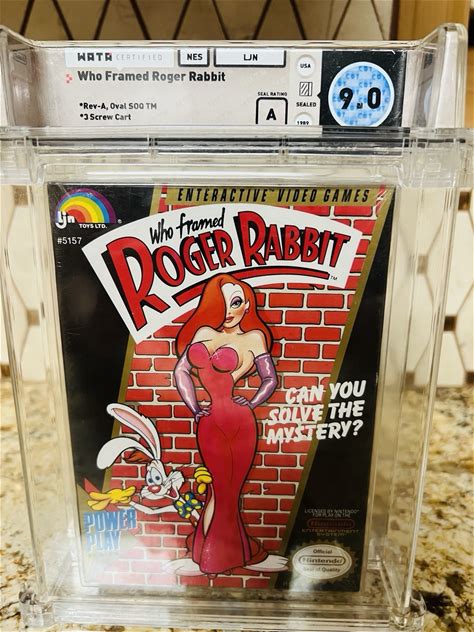 WATA CERTIFIED
NES
LJN
Who Framed Roger Rabbit
*Rev-A, Oval SOQ TM
*3 Screw Cart
SEAL RATING
A
USA
SEALED
1989
9.0
LJN
TOYS LTD.
#5157
ENTERACTIVE™ VIDEO GAMES
Who Framed
ROGER RABBIT
TM
CAN YOU
SOLVE THE
MYSTERY?
POWER
PLAY
LICENSED BY NINTENDO
FOR PLAY ON THE
Nintendo
ENTERTAINMENT
SYSTEM
Official
Nintendo
Seal of Quality